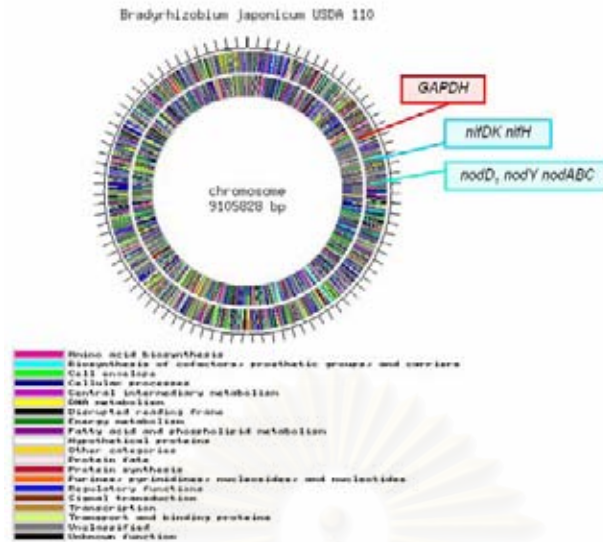 Bradyrhizobium japonicum USDA 110
GAPDH
nifDK nifH
nodD, nodY nodABC
chromosome
9105828 bp
Amino acid biosynthesis
Biosynthesis of cofactors; prosthetic groups; and carriers
Cell envelope
Cellular processes
Central intermediary metabolism
DNA metabolism
Disrupted reading frame
Energy metabolism
Fatty acid and phospholipid metabolism
Hypothetical proteins
Other categories
Protein fate
Protein synthesis
Purines; pyrimidines; nucleosides; and nucleotides
Regulatory functions
Signal transduction
Transcription
Transport and binding proteins
Unclassified
Unknown function